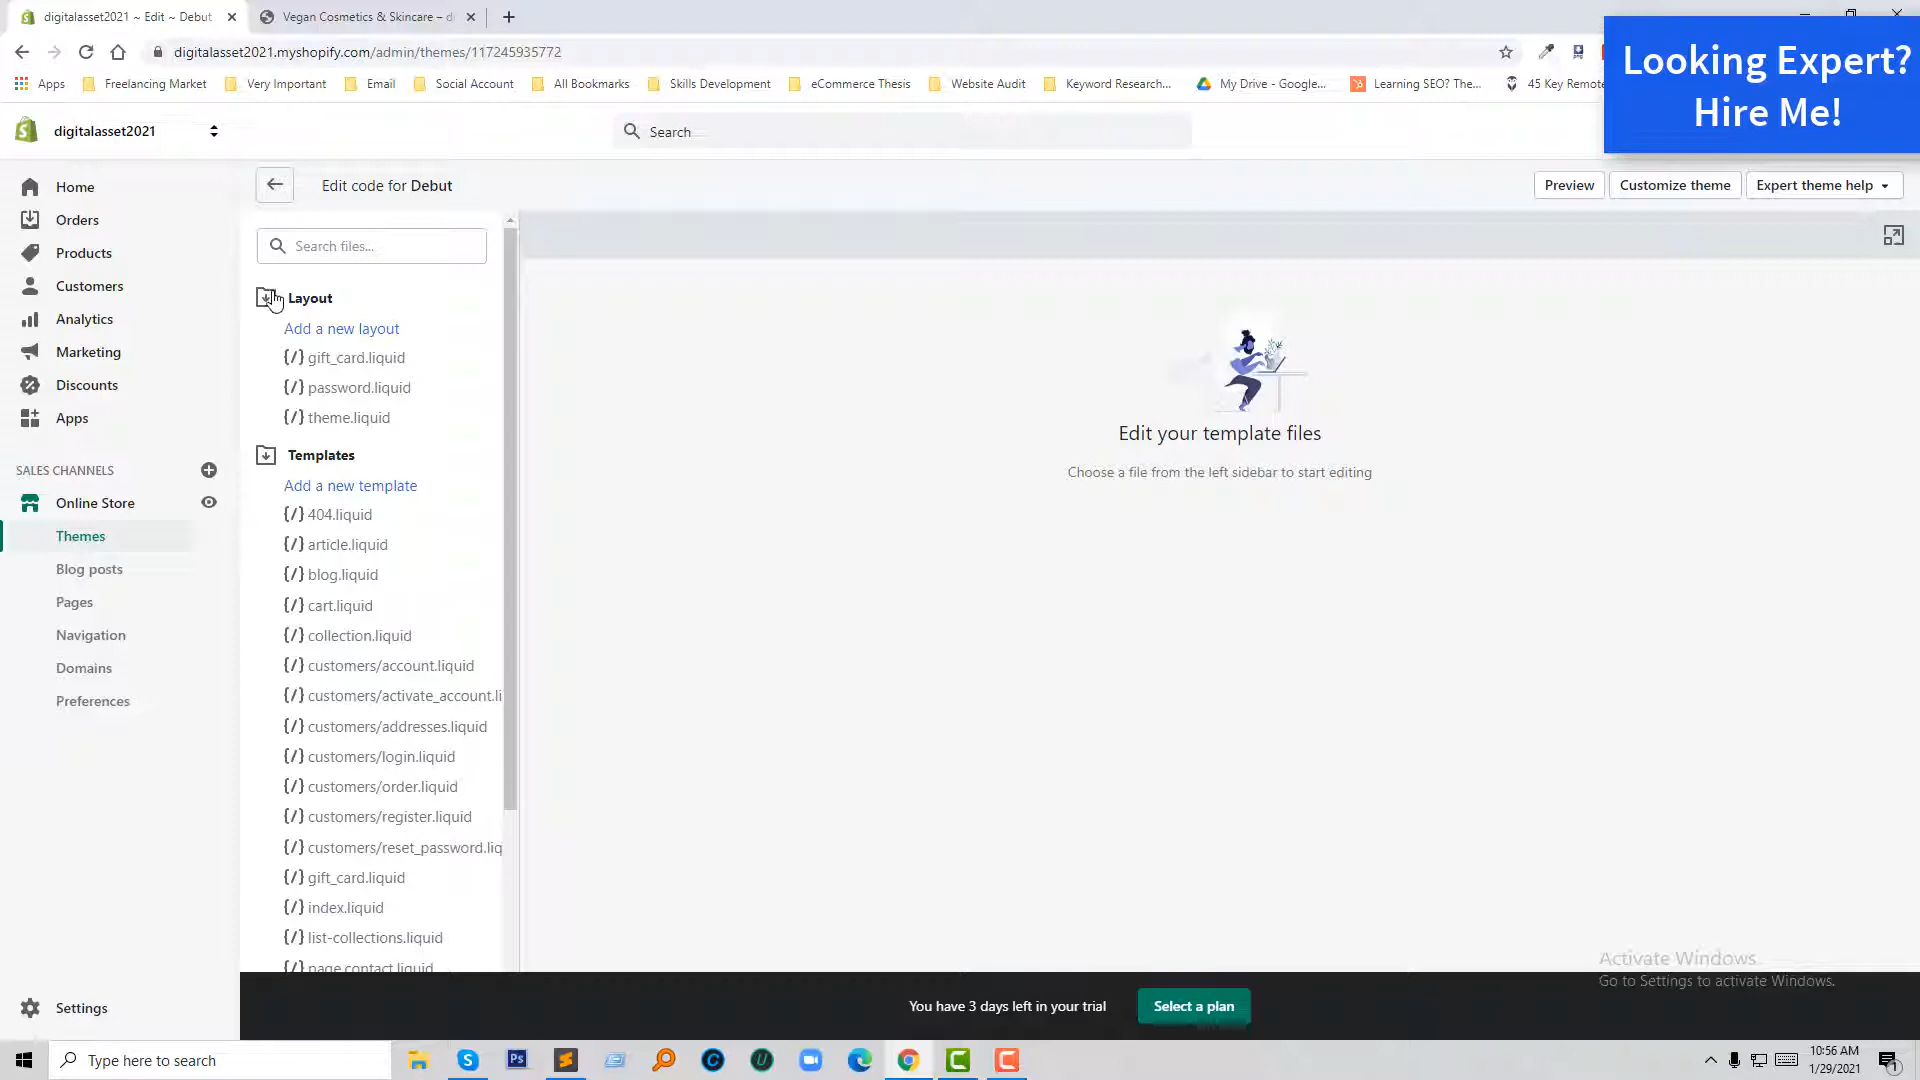 digitalasset2021 ~ Edit ~ Debut
Vegan Cosmetics & Skincare – d
digitalasset2021.myshopify.com/admin/themes/117245935772
Apps
Freelancing Market
Very Important
Email
Social Account
All Bookmarks
Skills Development
eCommerce Thesis
Website Audit
Keyword Research...
My Drive - Google...
Learning SEO? The...
45 Key Remot
Looking Expert?
Hire Me!
digitalasset2021
Search
Home
Orders
Products
Customers
Analytics
Marketing
Discounts
Apps
SALES CHANNELS
Online Store
Themes
Blog posts
Pages
Navigation
Domains
Preferences
Settings
Edit code for Debut
Preview
Customize theme
Expert theme help
Search files...
Layout
Add a new layout
{/} gift_card.liquid
{/} password.liquid
{/} theme.liquid
Templates
Add a new template
{/} 404.liquid
{/} article.liquid
{/} blog.liquid
{/} cart.liquid
{/} collection.liquid
{/} customers/account.liquid
{/} customers/activate_account.li
{/} customers/addresses.liquid
{/} customers/login.liquid
{/} customers/order.liquid
{/} customers/register.liquid
{/} customers/reset_password.liq
{/} gift_card.liquid
{/} index.liquid
{/} list-collections.liquid
{/} page.contact.liquid
Edit your template files
Choose a file from the left sidebar to start editing
Activate Windows
Go to Settings to activate Windows.
You have 3 days left in your trial
Select a plan
Type here to search
10:56 AM
1/29/2021